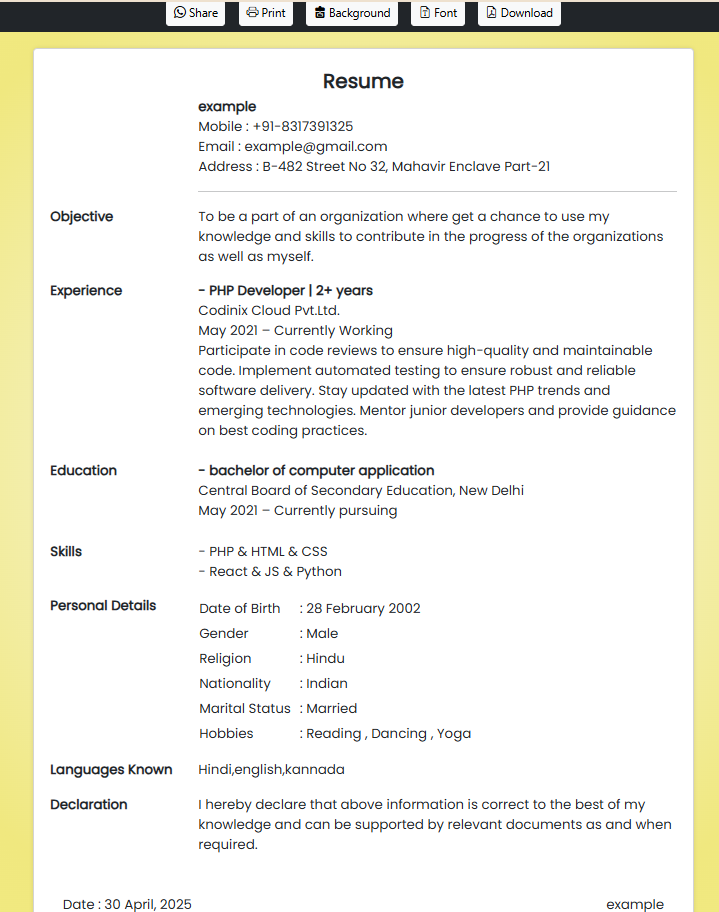 Share Print Background Font Download
Resume
example
Mobile : +91-8317391325
Email : example@gmail.com
Address : B-482 Street No 32, Mahavir Enclave Part-21
Objective To be a part of an organization where get a chance to use my
knowledge and skills to contribute in the progress of the organizations
as well as myself.
Experience - PHP Developer | 2+ years
Codinix Cloud Pvt.Ltd.
May 2021 – Currently Working
Participate in code reviews to ensure high-quality and maintainable
code. Implement automated testing to ensure robust and reliable
software delivery. Stay updated with the latest PHP trends and
emerging technologies. Mentor junior developers and provide guidance
on best coding practices.
Education - bachelor of computer application
Central Board of Secondary Education, New Delhi
May 2021 – Currently pursuing
Skills - PHP & HTML & CSS
- React & JS & Python
Personal Details Date of Birth : 28 February 2002
Gender : Male
Religion : Hindu
Nationality : Indian
Marital Status : Married
Hobbies : Reading , Dancing , Yoga
Languages Known Hindi,english,kannada
Declaration I hereby declare that above information is correct to the best of my
knowledge and can be supported by relevant documents as and when
required.
Date : 30 April, 2025 example